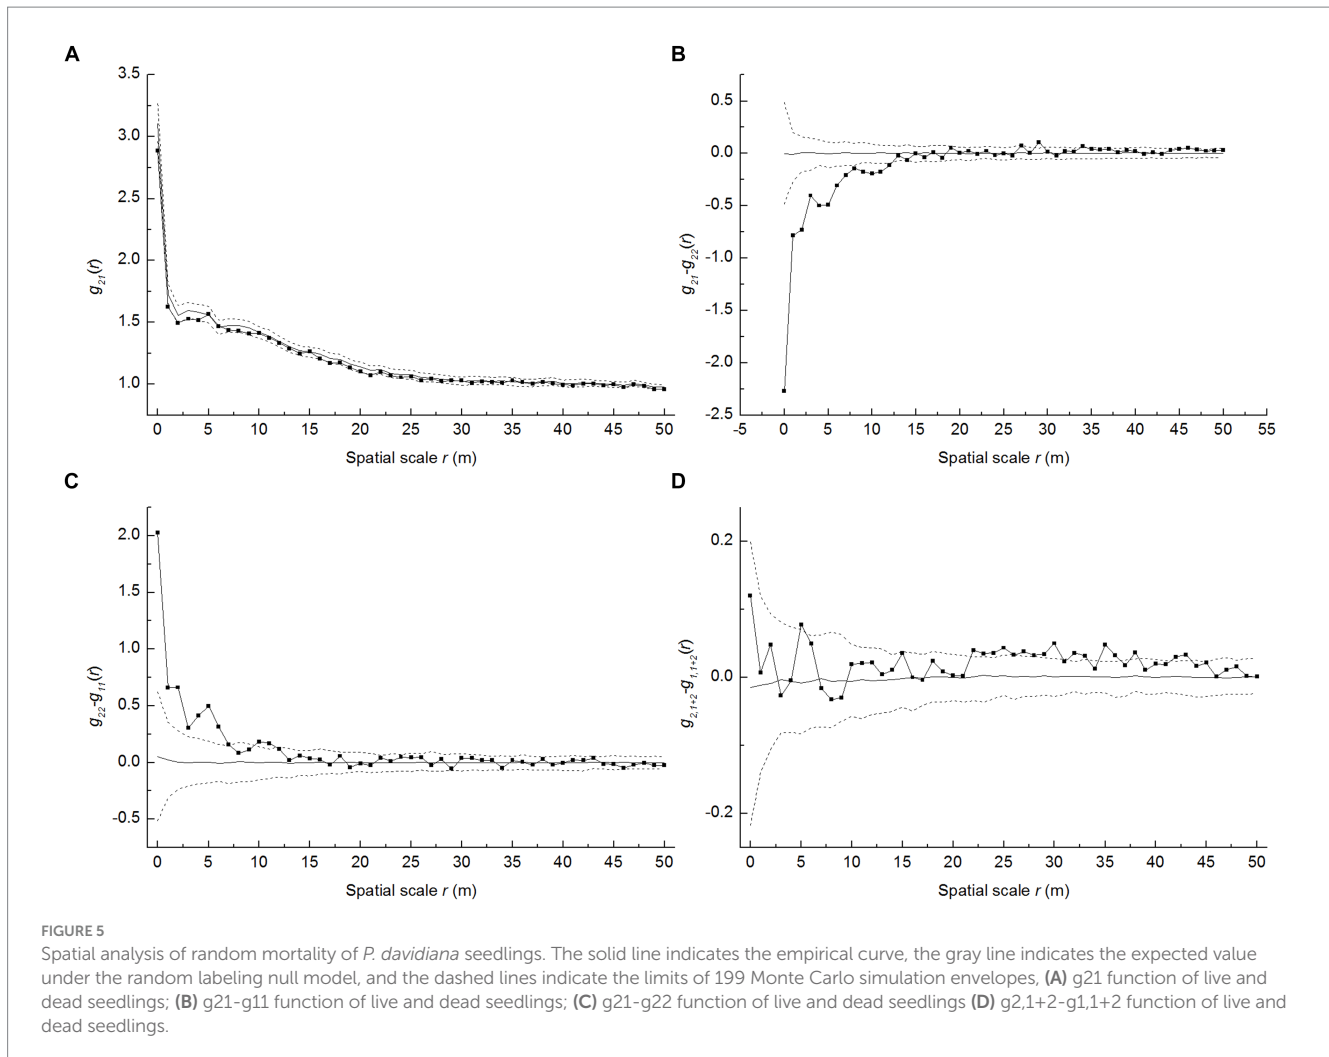 A
3.5
3.0
2.5
2.0
1.5
1.0
g21(r)
0 5 10 15 20 25 30 35 40 45 50
Spatial scale r (m)
B
0.5
0.0
-0.5
-1.0
-1.5
-2.0
-2.5
g21-g22(r)
-5 0 5 10 15 20 25 30 35 40 45 50 55
Spatial scale r (m)
C
2.0
1.5
1.0
0.5
0.0
-0.5
g22-g11(r)
0 5 10 15 20 25 30 35 40 45 50
Spatial scale r (m)
D
0.2
0.0
-0.2
g2,1+2-g1,1+2(r)
0 5 10 15 20 25 30 35 40 45 50
Spatial scale r (m)
FIGURE 5
Spatial analysis of random mortality of P. davidiana seedlings. The solid line indicates the empirical curve, the gray line indicates the expected value
under the random labeling null model, and the dashed lines indicate the limits of 199 Monte Carlo simulation envelopes, (A) g21 function of live and
dead seedlings; (B) g21-g11 function of live and dead seedlings; (C) g21-g22 function of live and dead seedlings (D) g2,1+2-g1,1+2 function of live and
dead seedlings.